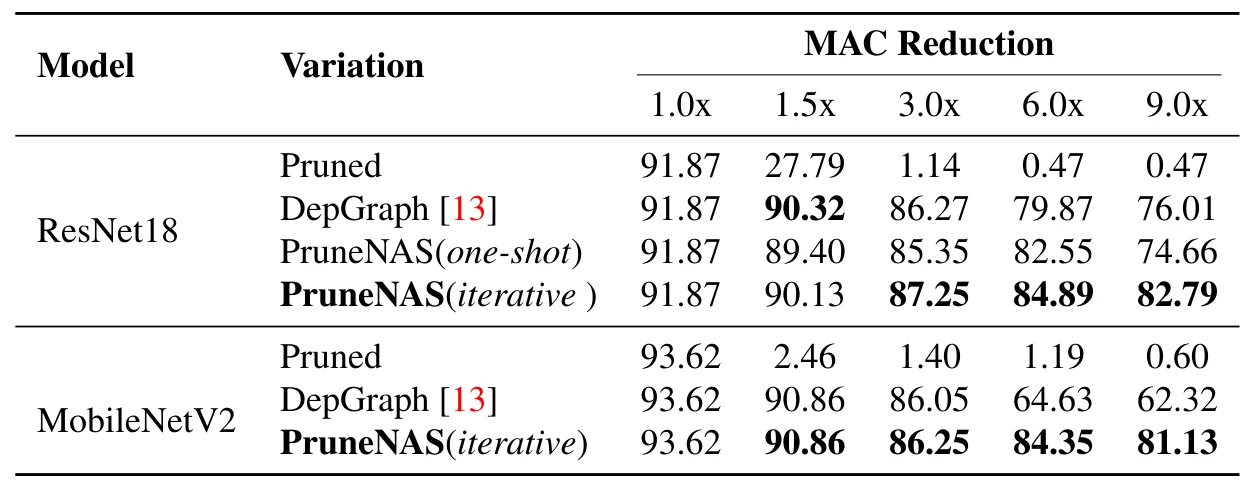 Model Variation MAC Reduction
1.0x 1.5x 3.0x 6.0x 9.0x
ResNet18
Pruned 91.87 27.79 1.14 0.47 0.47
DepGraph [13] 91.87 90.32 86.27 79.87 76.01
PruneNAS(one-shot) 91.87 89.40 85.35 82.55 74.66
PruneNAS(iterative ) 91.87 90.13 87.25 84.89 82.79
MobileNetV2
Pruned 93.62 2.46 1.40 1.19 0.60
DepGraph [13] 93.62 90.86 86.05 64.63 62.32
PruneNAS(iterative) 93.62 90.86 86.25 84.35 81.13